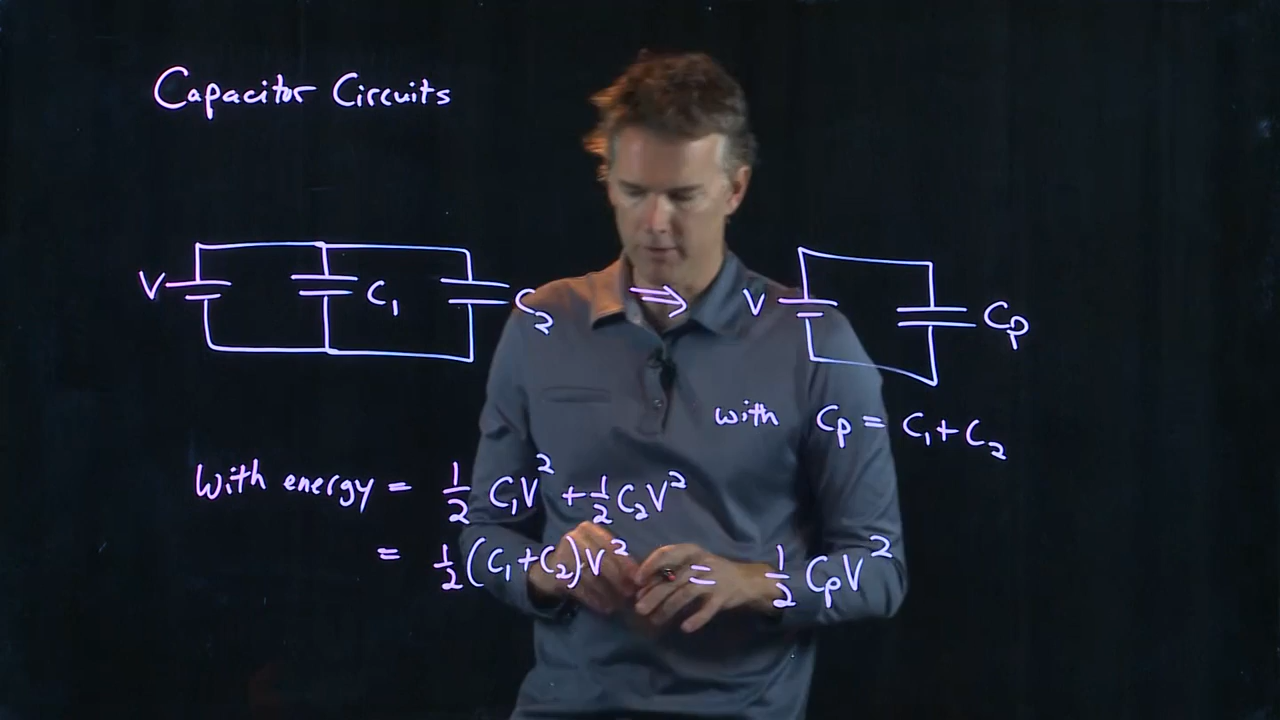 Capacitor Circuits
V C₁ C₂ ⇒ V Cp
with Cp = C₁ + C₂
With energy = 1/2 C₁V² + 1/2 C₂V²
= 1/2 (C₁ + C₂)V² = 1/2 CpV²